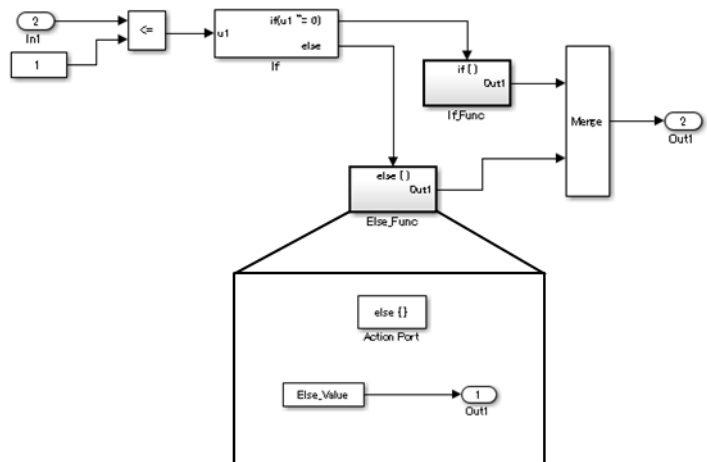 2
In1
1
<=
u1
if(u1 ~= 0)
else
If
if { }
Out1
If_Func
Merge
2
Out1
else { }
Out1
Else_Func
else {}
Action Port
Else_Value
1
Out1